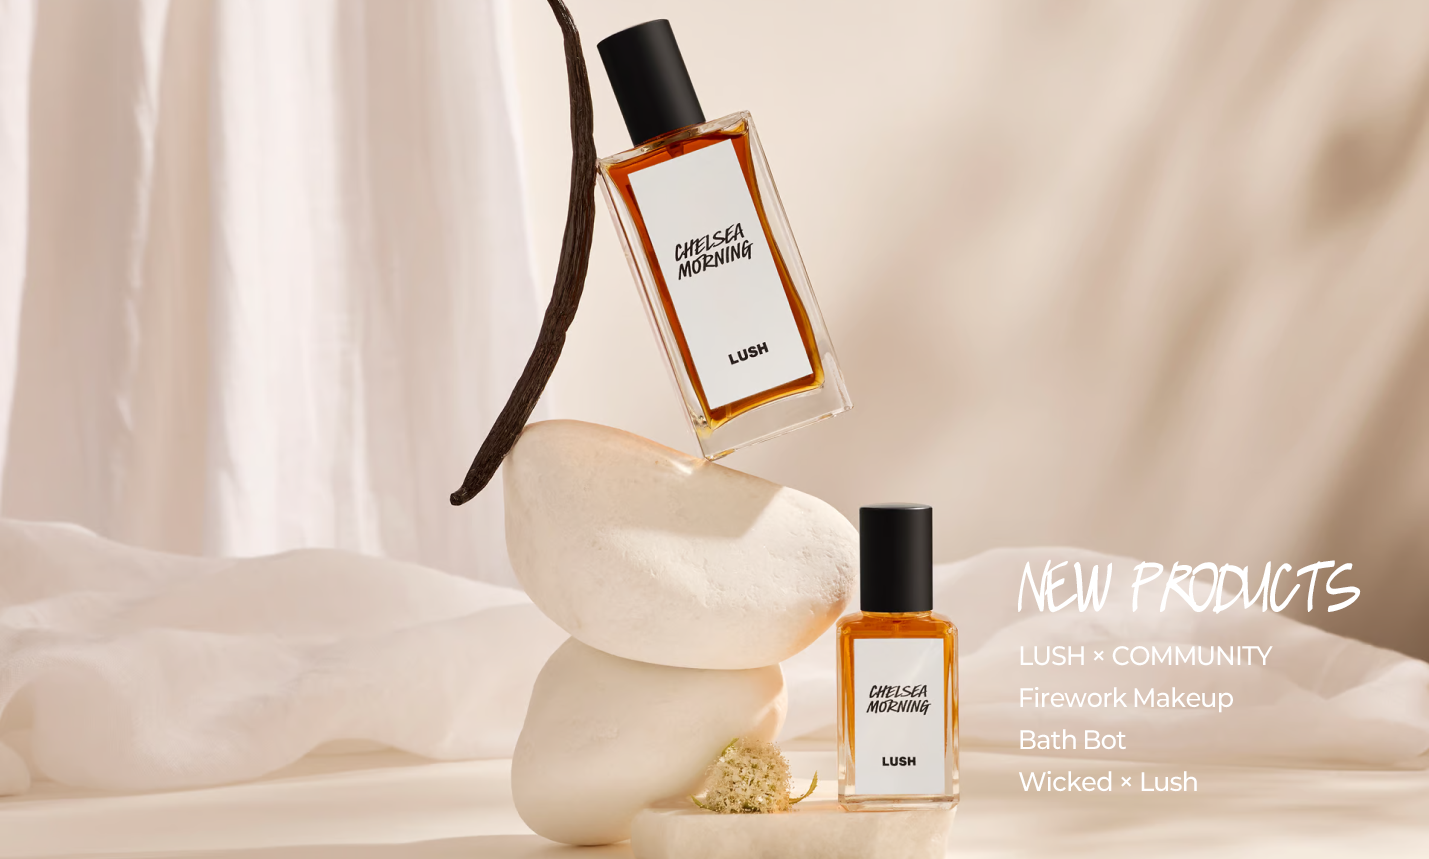 CHELSEA
MORNING
LUSH
CHELSEA
MORNING
LUSH
NEW PRODUCTS
LUSH × COMMUNITY
Firework Makeup
Bath Bot
Wicked × Lush